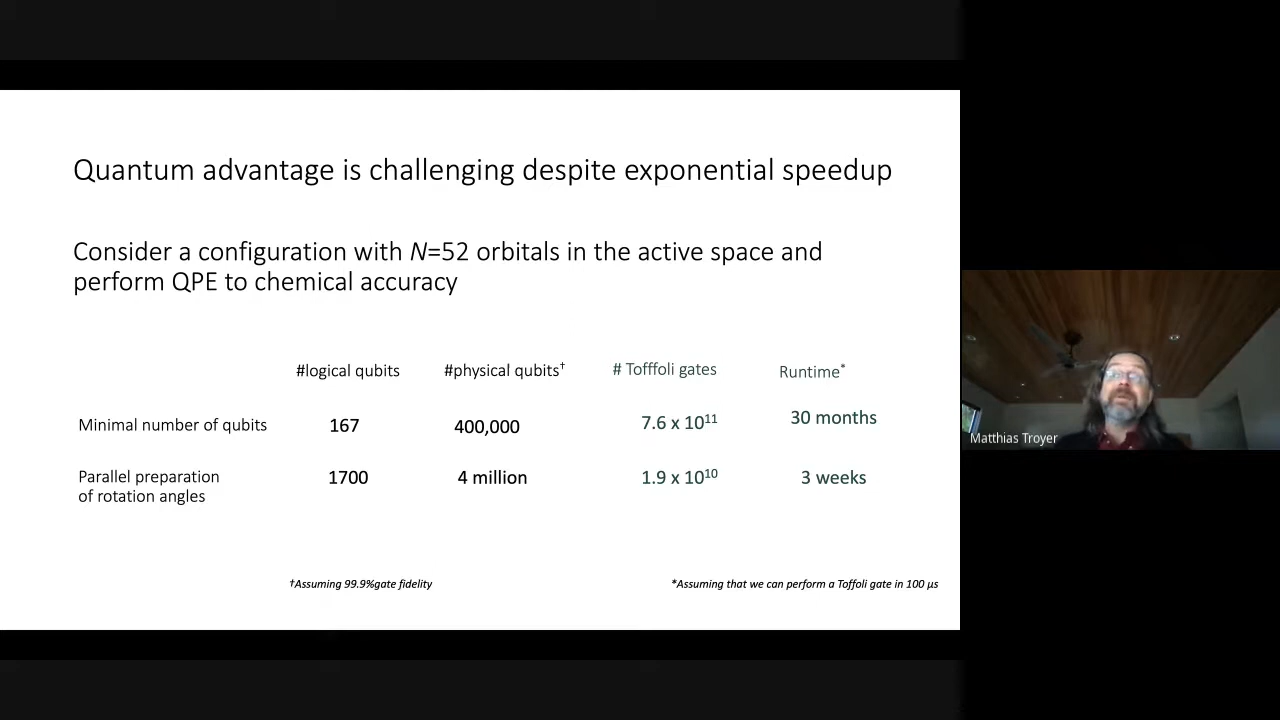 Quantum advantage is challenging despite exponential speedup
Consider a configuration with N=52 orbitals in the active space and
perform QPE to chemical accuracy
#logical qubits #physical qubits† # Tofffoli gates Runtime*
Minimal number of qubits 167 400,000 7.6 x 10¹¹ 30 months
Parallel preparation
of rotation angles 1700 4 million 1.9 x 10¹⁰ 3 weeks
†Assuming 99.9%gate fidelity *Assuming that we can perform a Toffoli gate in 100 µs
Matthias Troyer